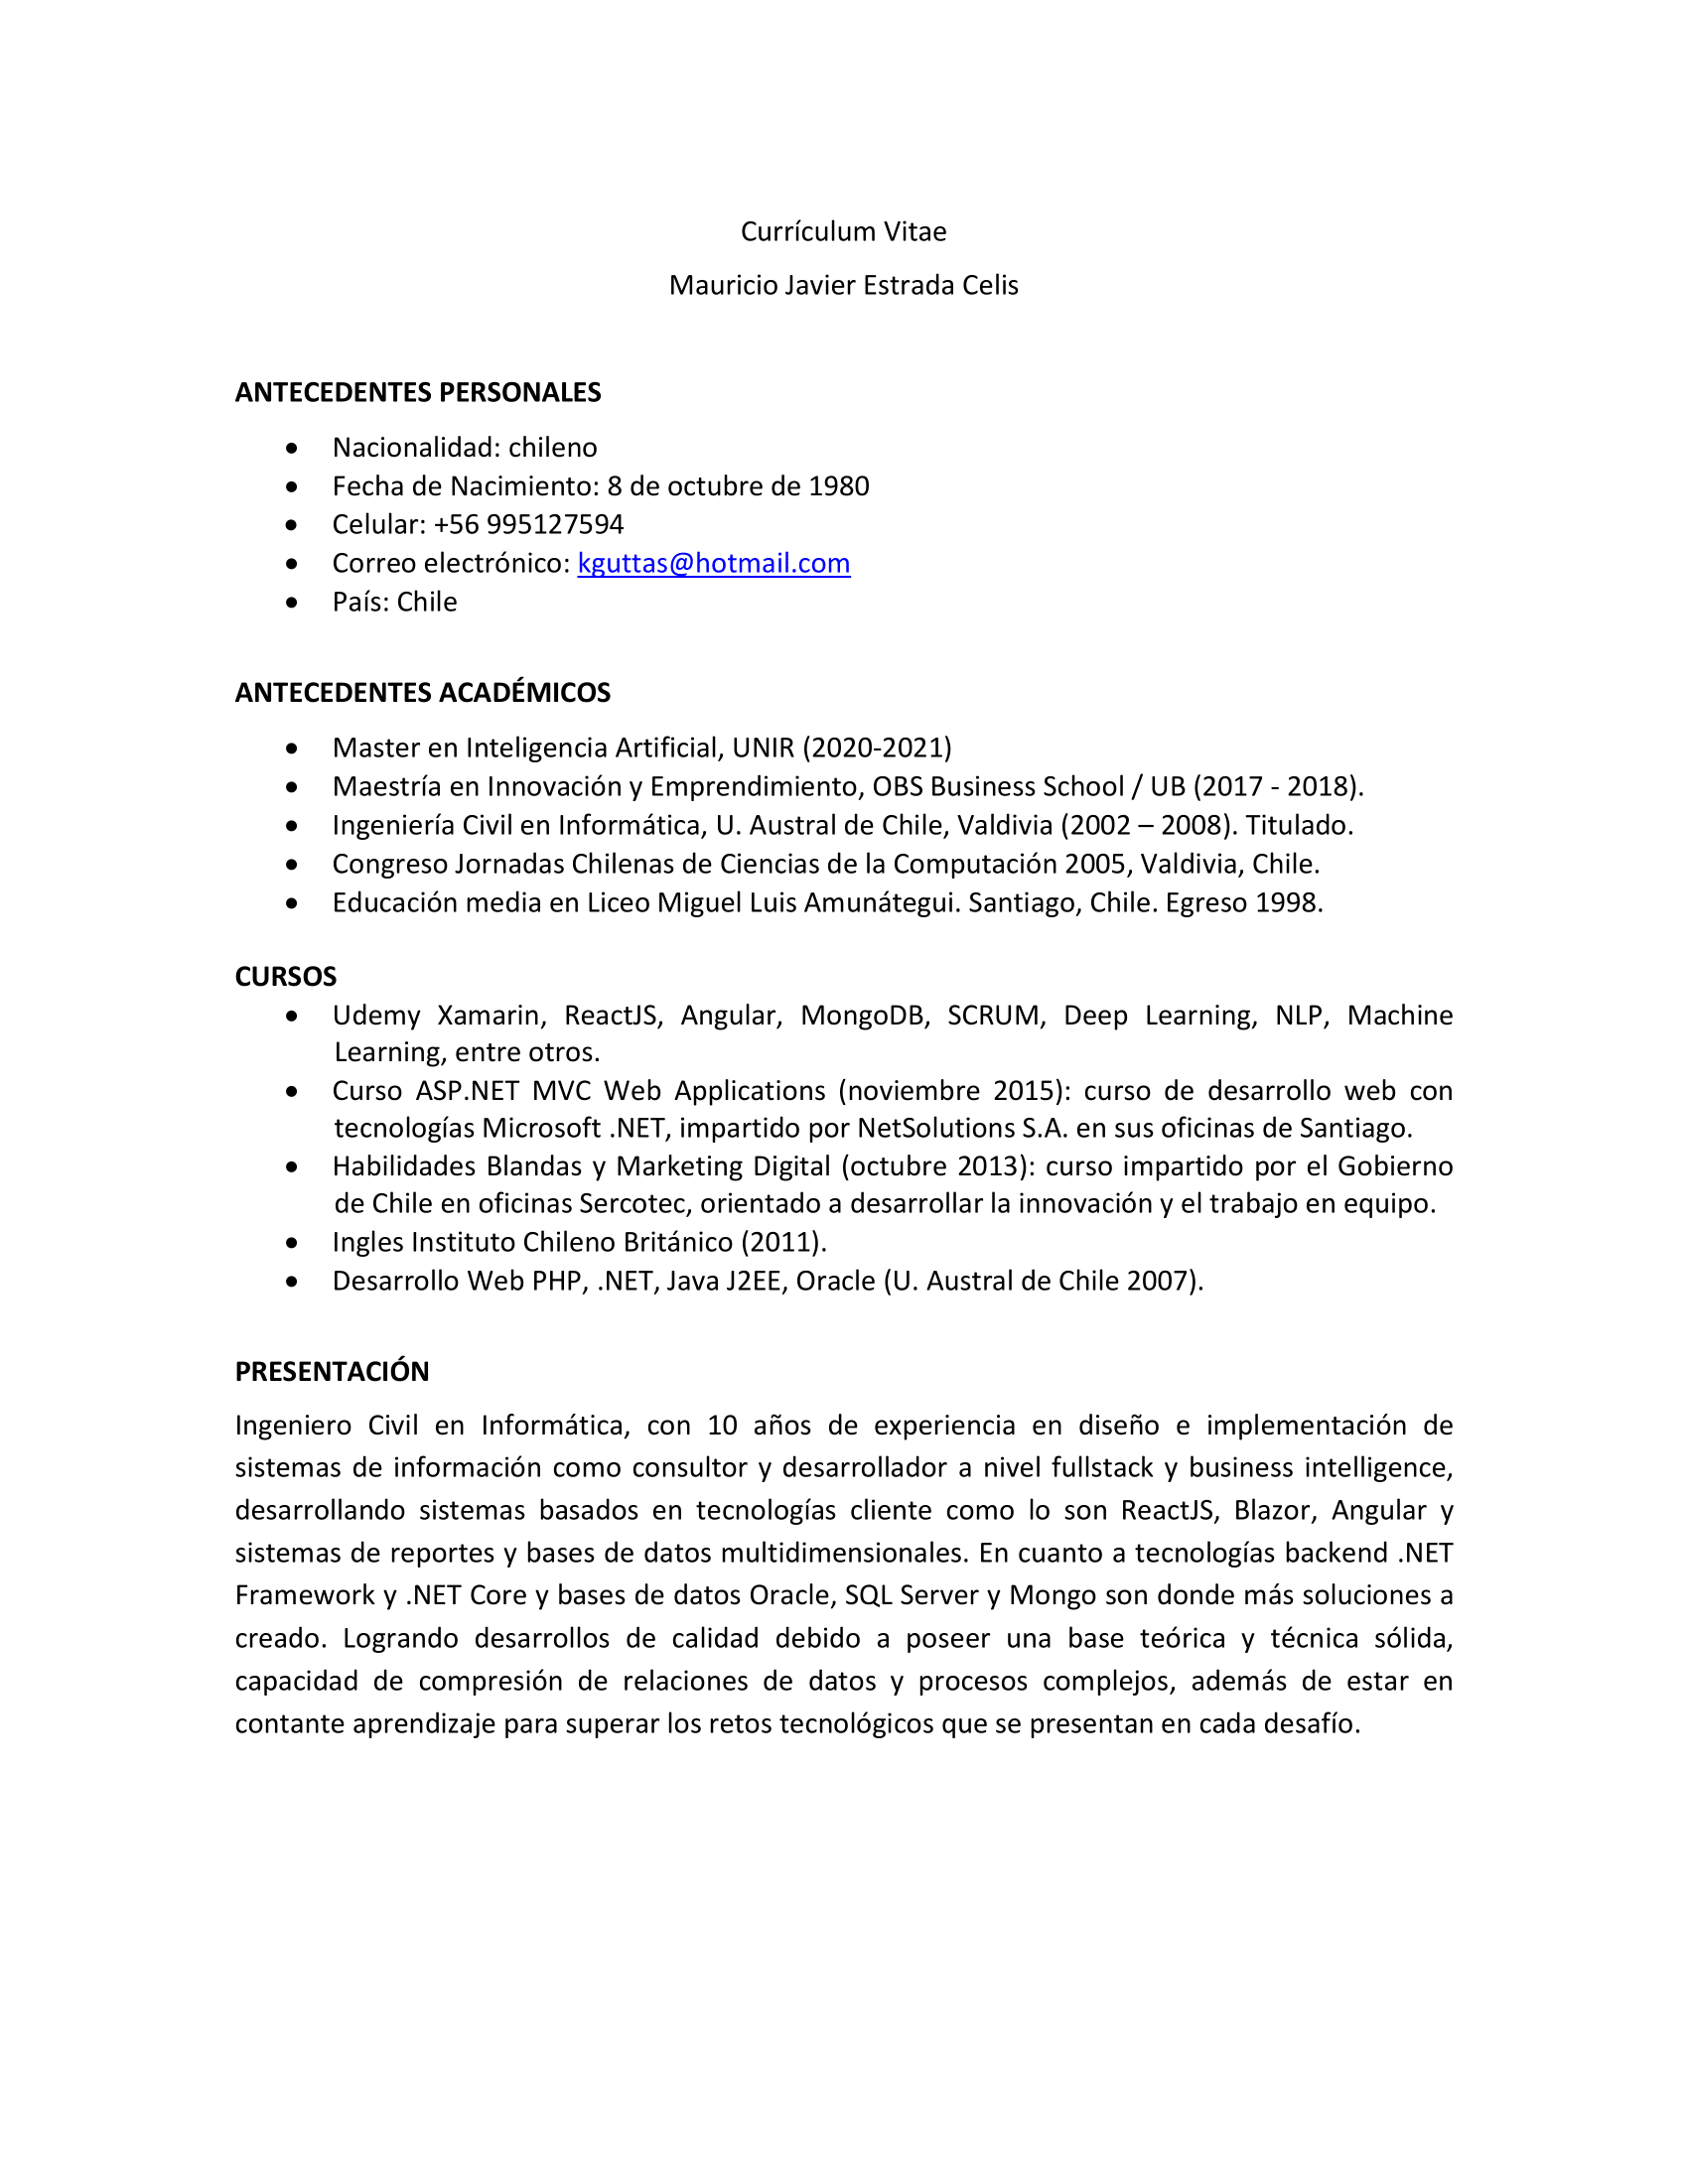 Currículum Vitae
Mauricio Javier Estrada Celis
ANTECEDENTES PERSONALES
• Nacionalidad: chileno
• Fecha de Nacimiento: 8 de octubre de 1980
• Celular: +56 995127594
• Correo electrónico: kguttas@hotmail.com
• País: Chile
ANTECEDENTES ACADÉMICOS
• Master en Inteligencia Artificial, UNIR (2020-2021)
• Maestría en Innovación y Emprendimiento, OBS Business School / UB (2017 - 2018).
• Ingeniería Civil en Informática, U. Austral de Chile, Valdivia (2002 – 2008). Titulado.
• Congreso Jornadas Chilenas de Ciencias de la Computación 2005, Valdivia, Chile.
• Educación media en Liceo Miguel Luis Amunátegui. Santiago, Chile. Egreso 1998.
CURSOS
• Udemy Xamarin, ReactJS, Angular, MongoDB, SCRUM, Deep Learning, NLP, Machine
Learning, entre otros.
• Curso ASP.NET MVC Web Applications (noviembre 2015): curso de desarrollo web con
tecnologías Microsoft .NET, impartido por NetSolutions S.A. en sus oficinas de Santiago.
• Habilidades Blandas y Marketing Digital (octubre 2013): curso impartido por el Gobierno
de Chile en oficinas Sercotec, orientado a desarrollar la innovación y el trabajo en equipo.
• Ingles Instituto Chileno Británico (2011).
• Desarrollo Web PHP, .NET, Java J2EE, Oracle (U. Austral de Chile 2007).
PRESENTACIÓN
Ingeniero Civil en Informática, con 10 años de experiencia en diseño e implementación de
sistemas de información como consultor y desarrollador a nivel fullstack y business intelligence,
desarrollando sistemas basados en tecnologías cliente como lo son ReactJS, Blazor, Angular y
sistemas de reportes y bases de datos multidimensionales. En cuanto a tecnologías backend .NET
Framework y .NET Core y bases de datos Oracle, SQL Server y Mongo son donde más soluciones a
creado. Logrando desarrollos de calidad debido a poseer una base teórica y técnica sólida,
capacidad de compresión de relaciones de datos y procesos complejos, además de estar en
contante aprendizaje para superar los retos tecnológicos que se presentan en cada desafío.